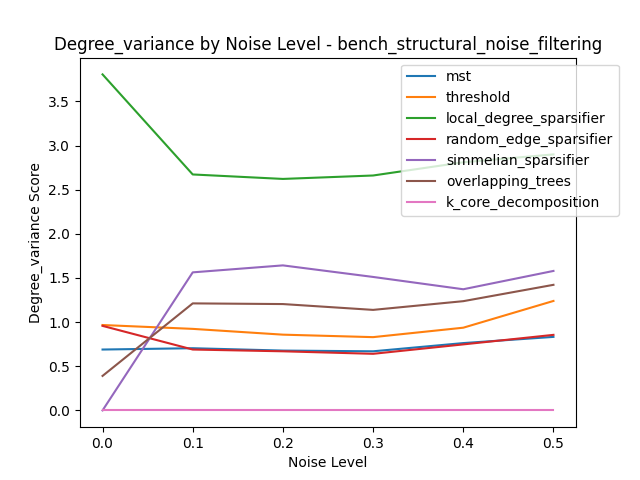 Degree_variance by Noise Level - bench_structural_noise_filtering
mst
threshold
local_degree_sparsifier
random_edge_sparsifier
simmelian_sparsifier
overlapping_trees
k_core_decomposition
Degree_variance Score
3.5
3.0
2.5
2.0
1.5
1.0
0.5
0.0
0.0 0.1 0.2 0.3 0.4 0.5
Noise Level